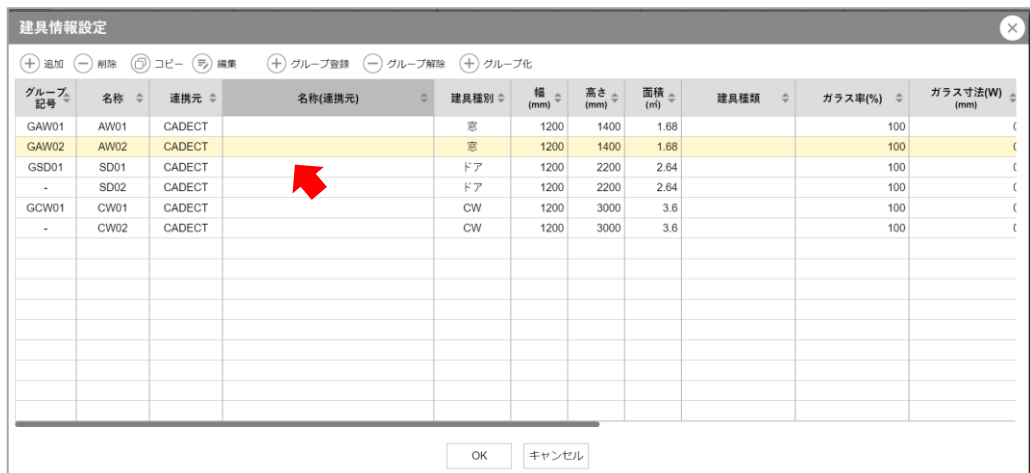 建具情報設定
追加 削除 コピー 編集 グループ登録 グループ解除 グループ化
グループ記号 名称 連携元 名称(連携元) 建具種別 幅(mm) 高さ(mm) 面積(㎡) 建具種類 ガラス率(%) ガラス寸法(W)(mm)
GAW01 AW01 CADECT 窓 1200 1400 1.68 100 0
GAW02 AW02 CADECT 窓 1200 1400 1.68 100 0
GSD01 SD01 CADECT ドア 1200 2200 2.64 100 0
- SD02 CADECT ドア 1200 2200 2.64 100 0
GCW01 CW01 CADECT CW 1200 3000 3.6 100 0
- CW02 CADECT CW 1200 3000 3.6 100 0
OK キャンセル